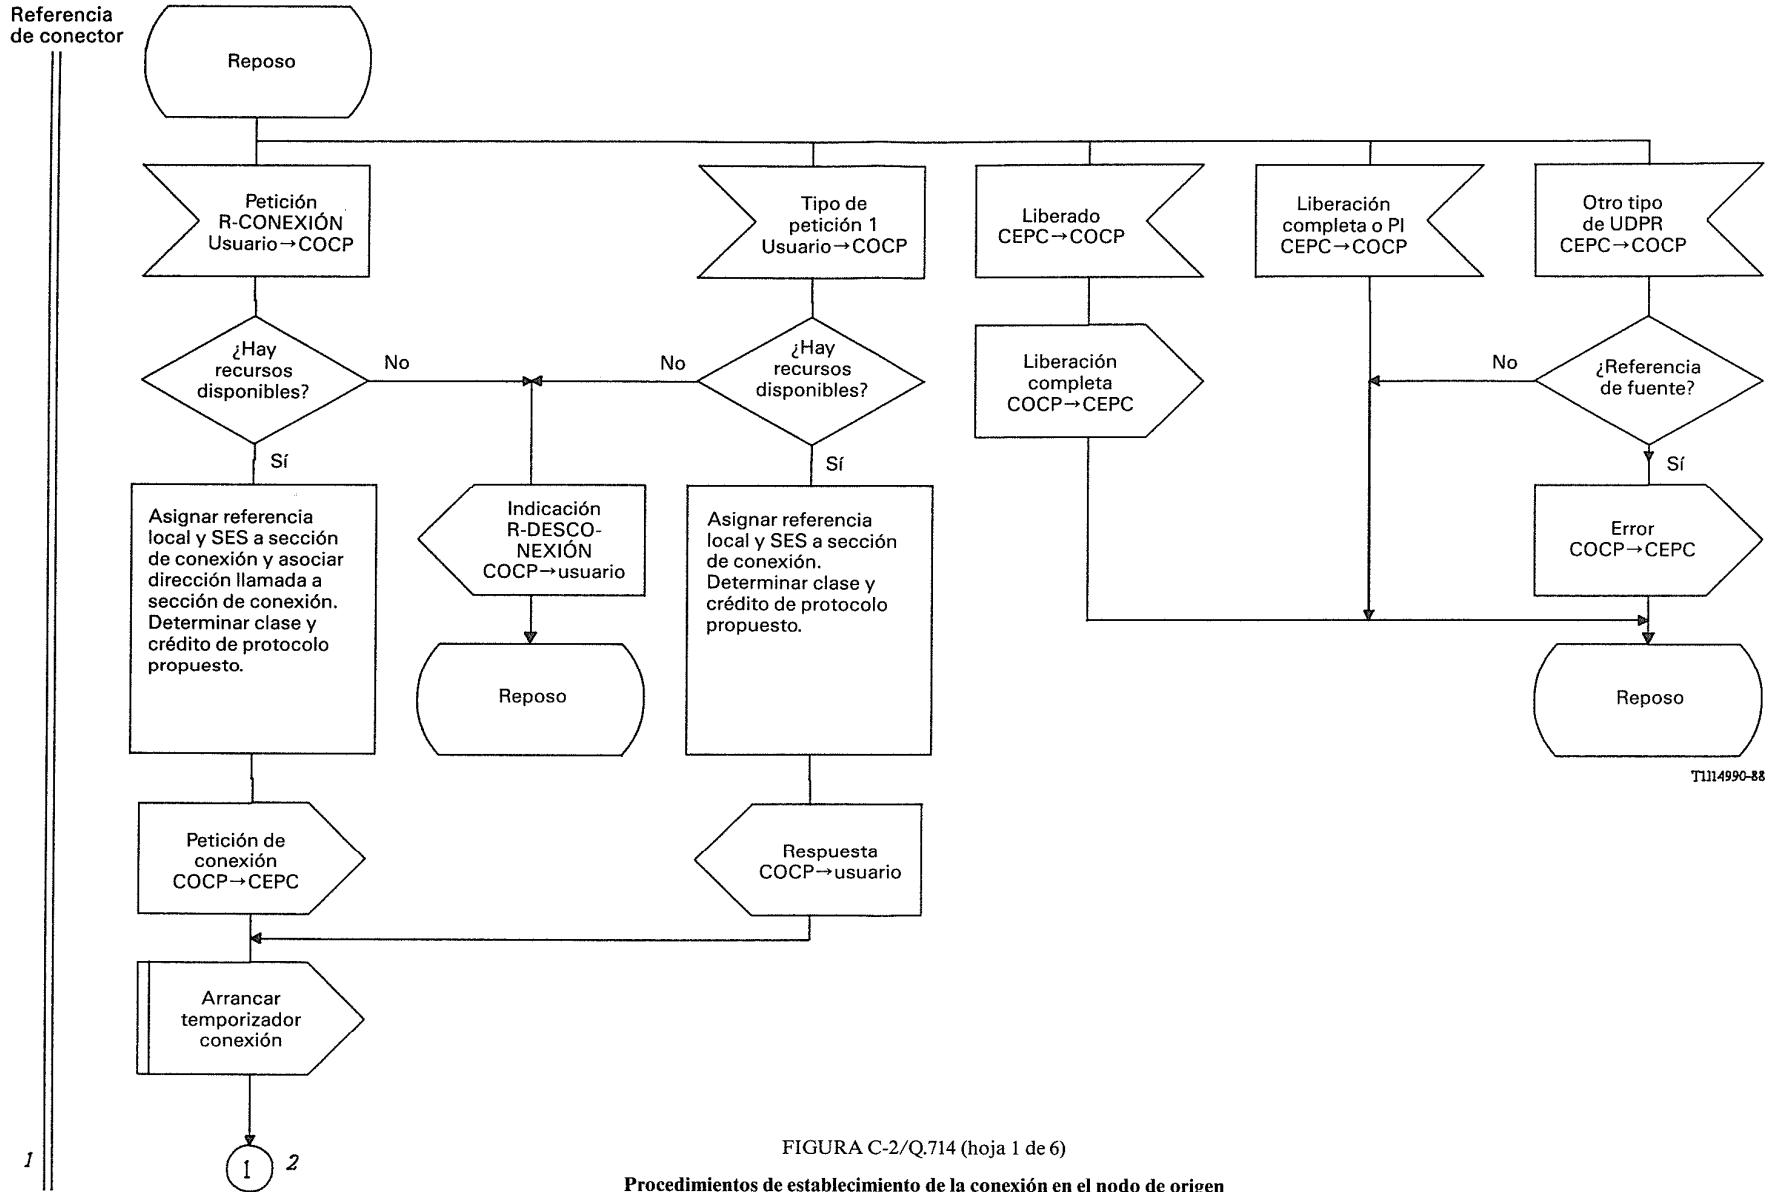 Referencia
de conector
Reposo
Petición
R-CONEXIÓN
Usuario→COCP
Tipo de
petición 1
Usuario→COCP
Liberado
CEPC→COCP
Liberación
completa o PI
CEPC→COCP
Otro tipo
de UDPR
CEPC→COCP
¿Hay
recursos
disponibles?
No
No
¿Hay
recursos
disponibles?
Liberación
completa
COCP→CEPC
No
¿Referencia
de fuente?
Sí
Sí
Sí
Asignar referencia
local y SES a sección
de conexión y asociar
dirección llamada a
sección de conexión.
Determinar clase y
crédito de protocolo
propuesto.
Indicación
R-DESCO-
NEXIÓN
COCP→usuario
Asignar referencia
local y SES a sección
de conexión.
Determinar clase y
crédito de protocolo
propuesto.
Error
COCP→CEPC
Reposo
Reposo
T1114990-88
Petición de
conexión
COCP→CEPC
Respuesta
COCP→usuario
Arrancar
temporizador
conexión
1
1
2
FIGURA C-2/Q.714 (hoja 1 de 6)
Procedimientos de establecimiento de la conexión en el nodo de origen